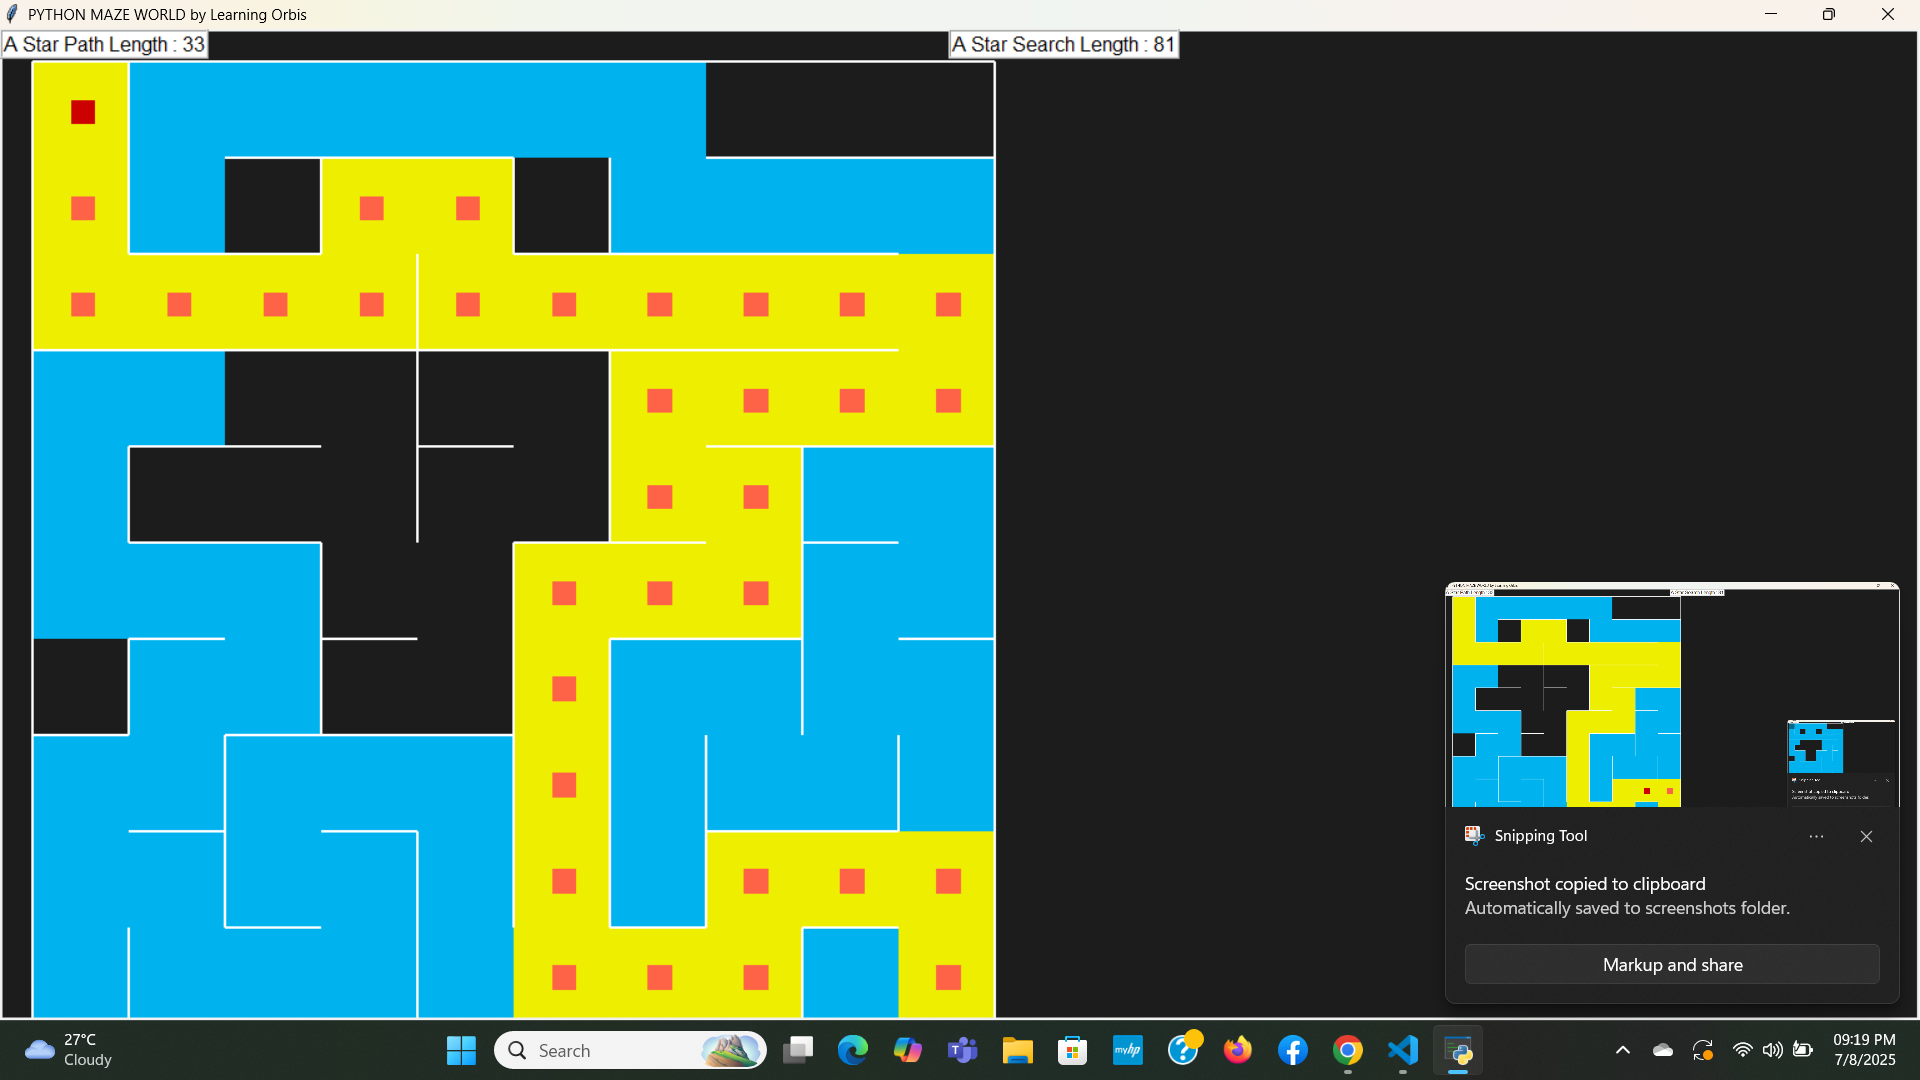 PYTHON MAZE WORLD by Learning Orbis
A Star Path Length : 33
A Star Search Length : 81
Snipping Tool
Screenshot copied to clipboard
Automatically saved to screenshots folder.
Markup and share
27°C
Cloudy
Search
myhp
09:19 PM
7/8/2025